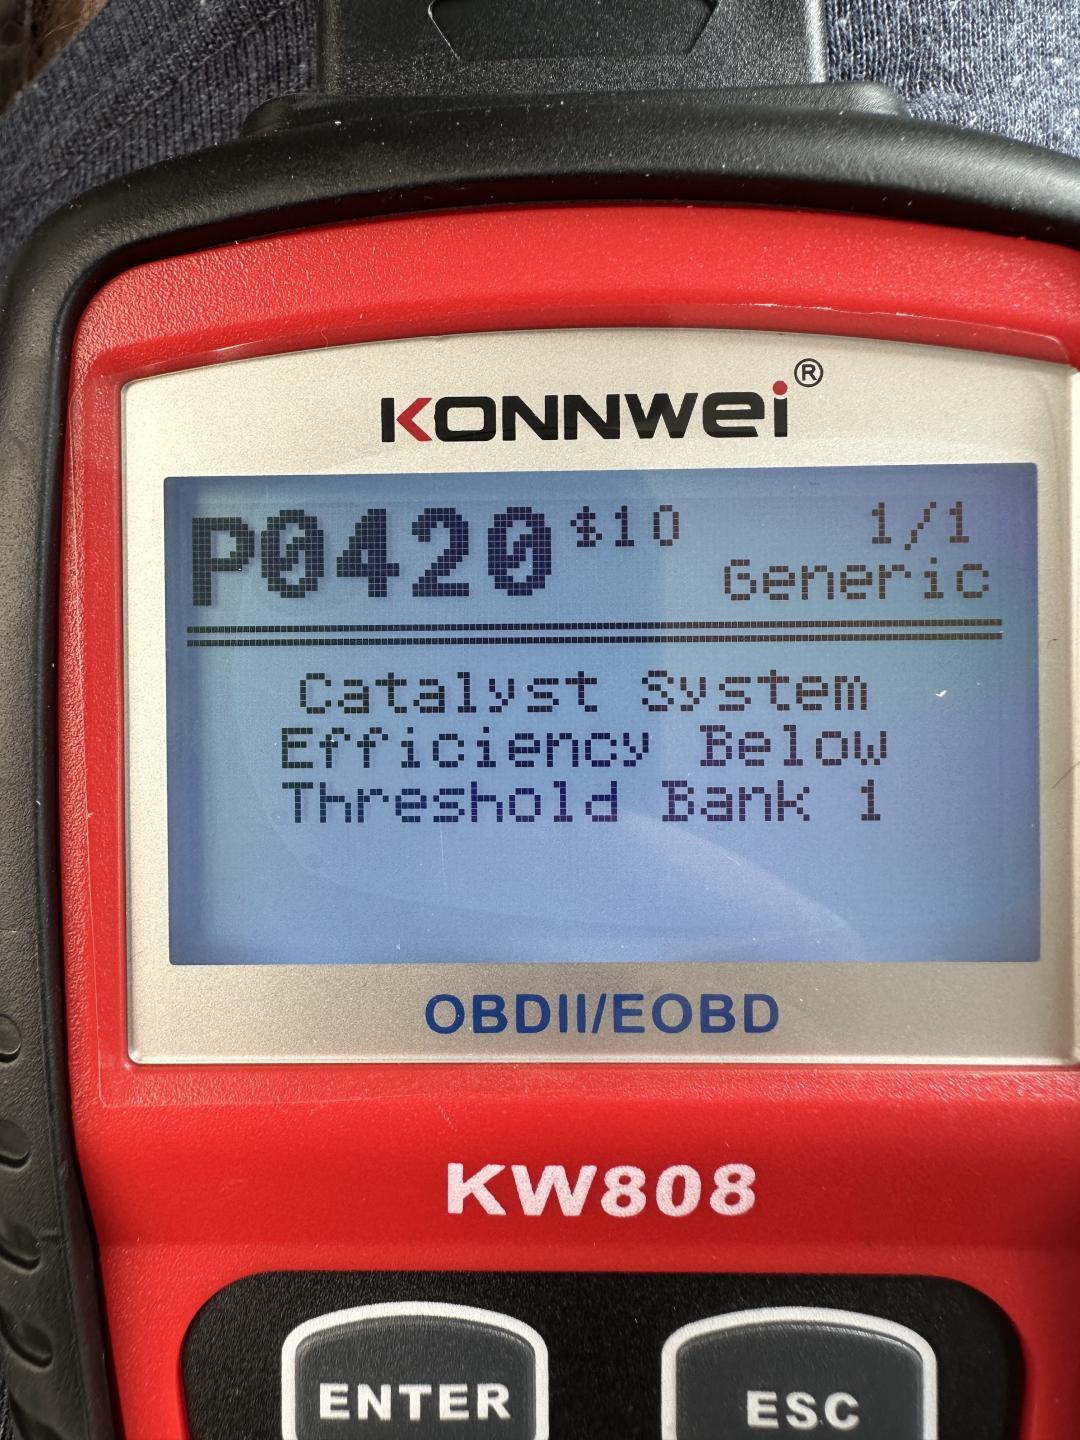 KONNWEI®
P0420 $10 1/1
Generic
Catalyst System
Efficiency Below
Threshold Bank 1
OBDII/EOBD
KW808
ENTER ESC